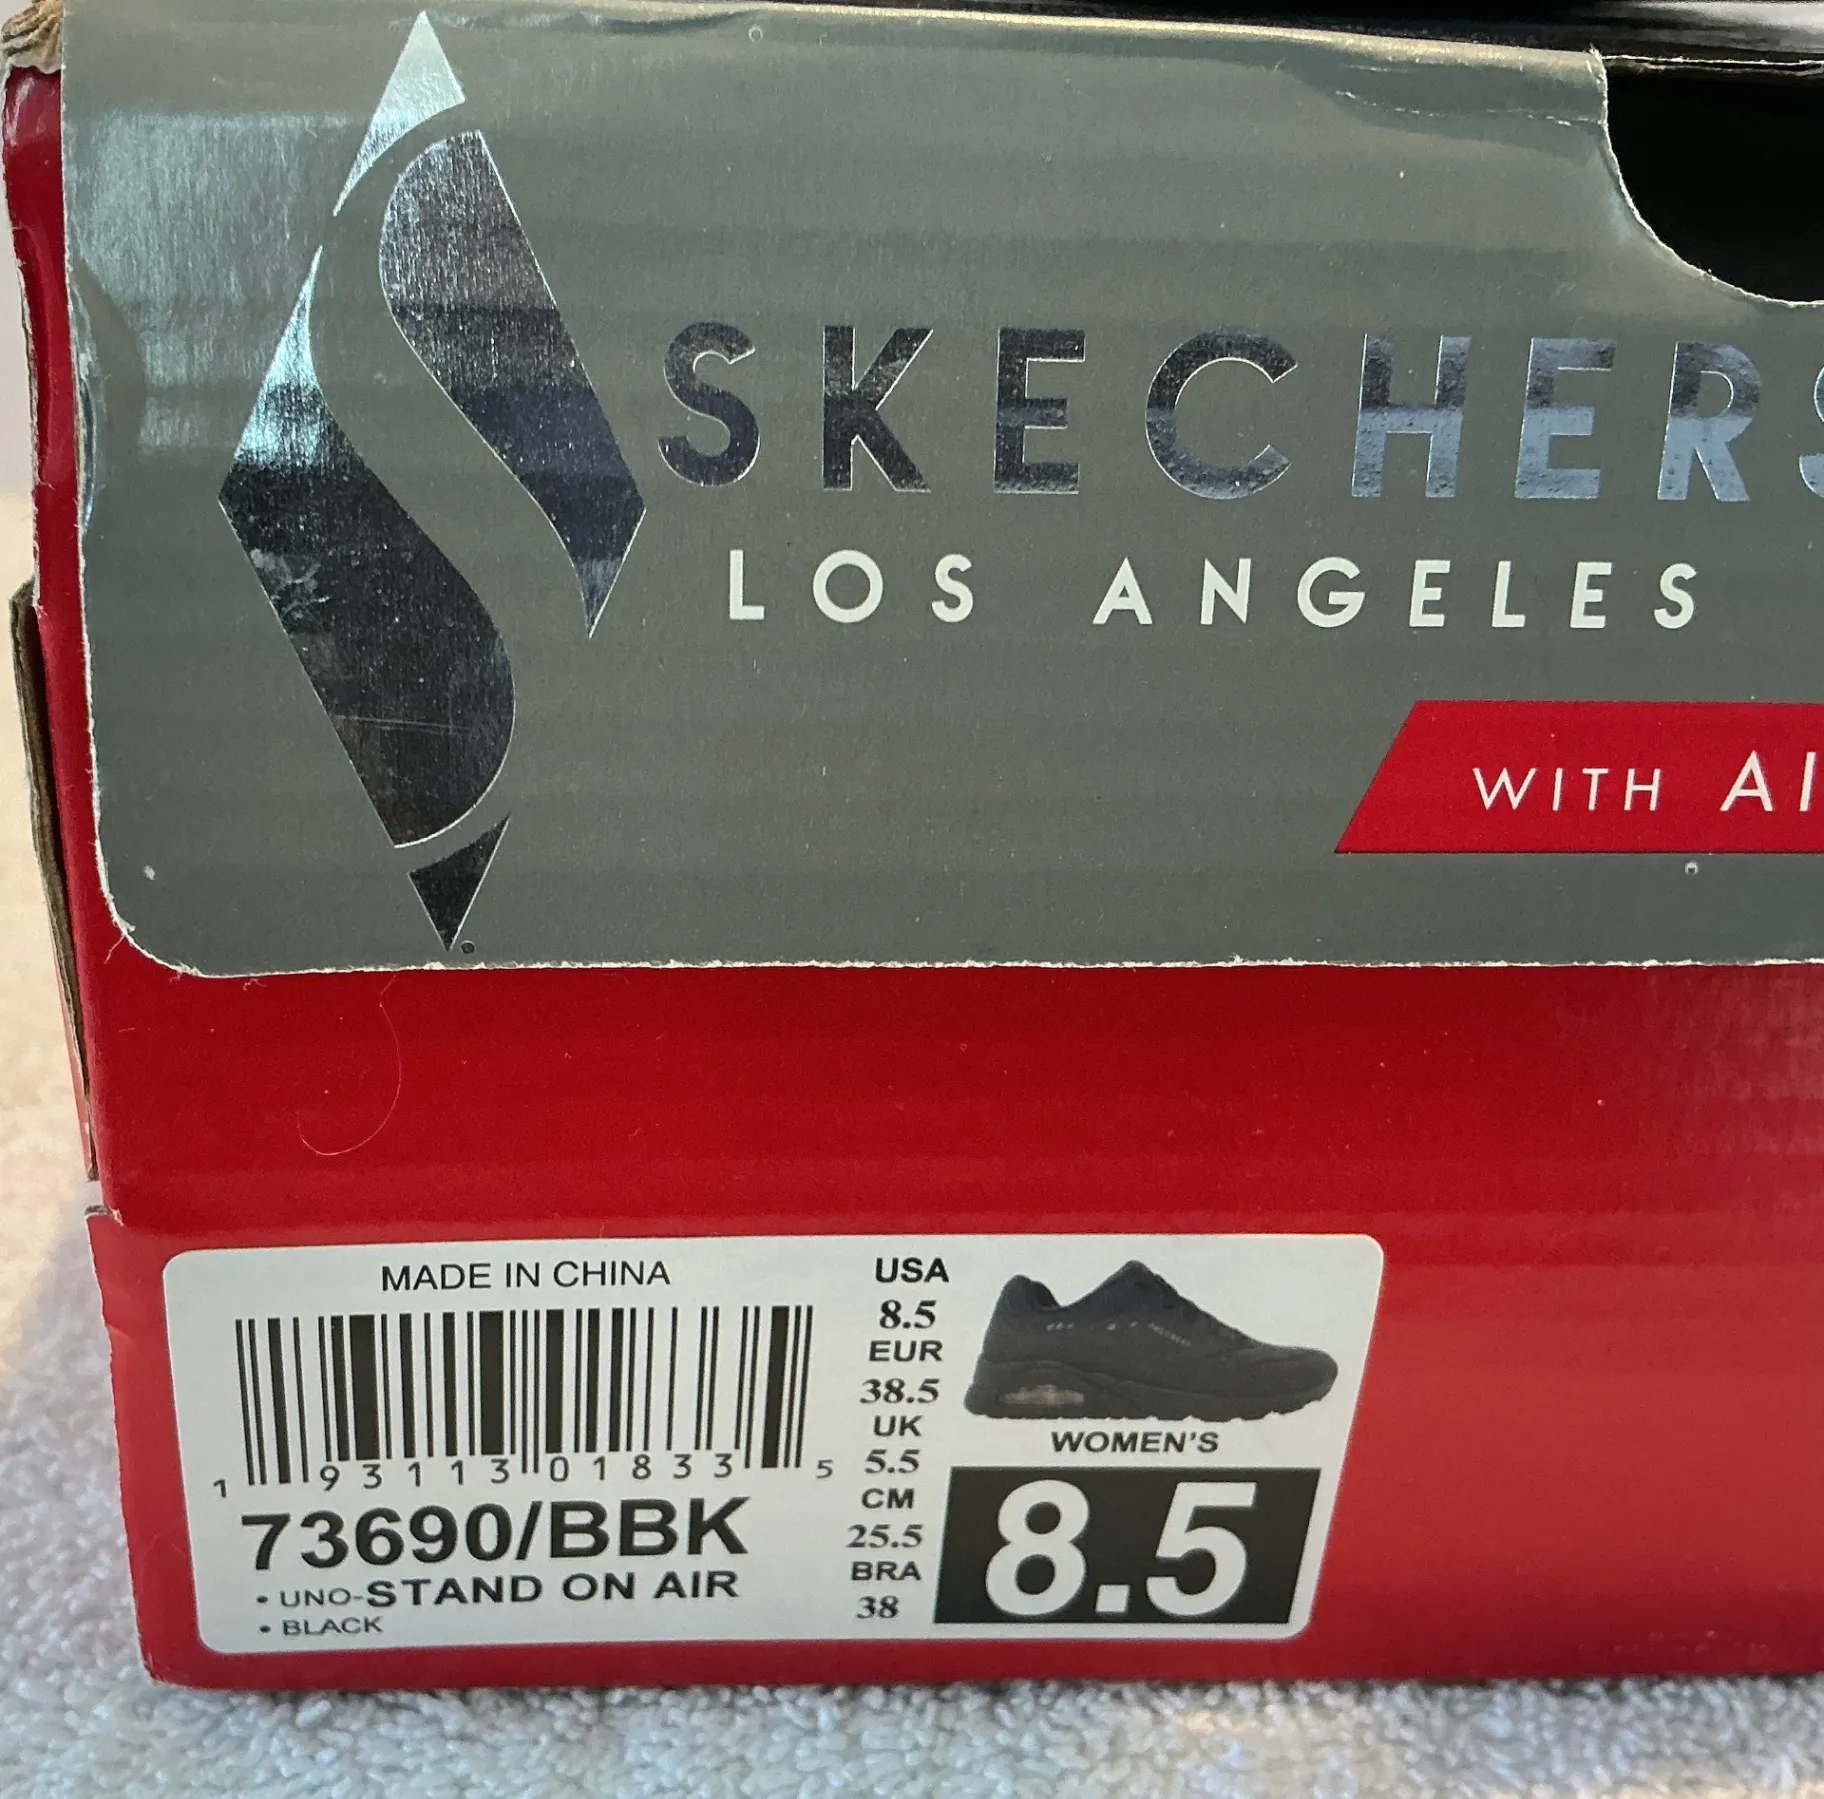 SKECHERS
LOS ANGELES
WITH AI
MADE IN CHINA
1 93113 01833 5
73690/BBK
• UNO-STAND ON AIR
• BLACK
USA
8.5
EUR
38.5
UK
5.5
CM
25.5
BRA
38
WOMEN'S
8.5